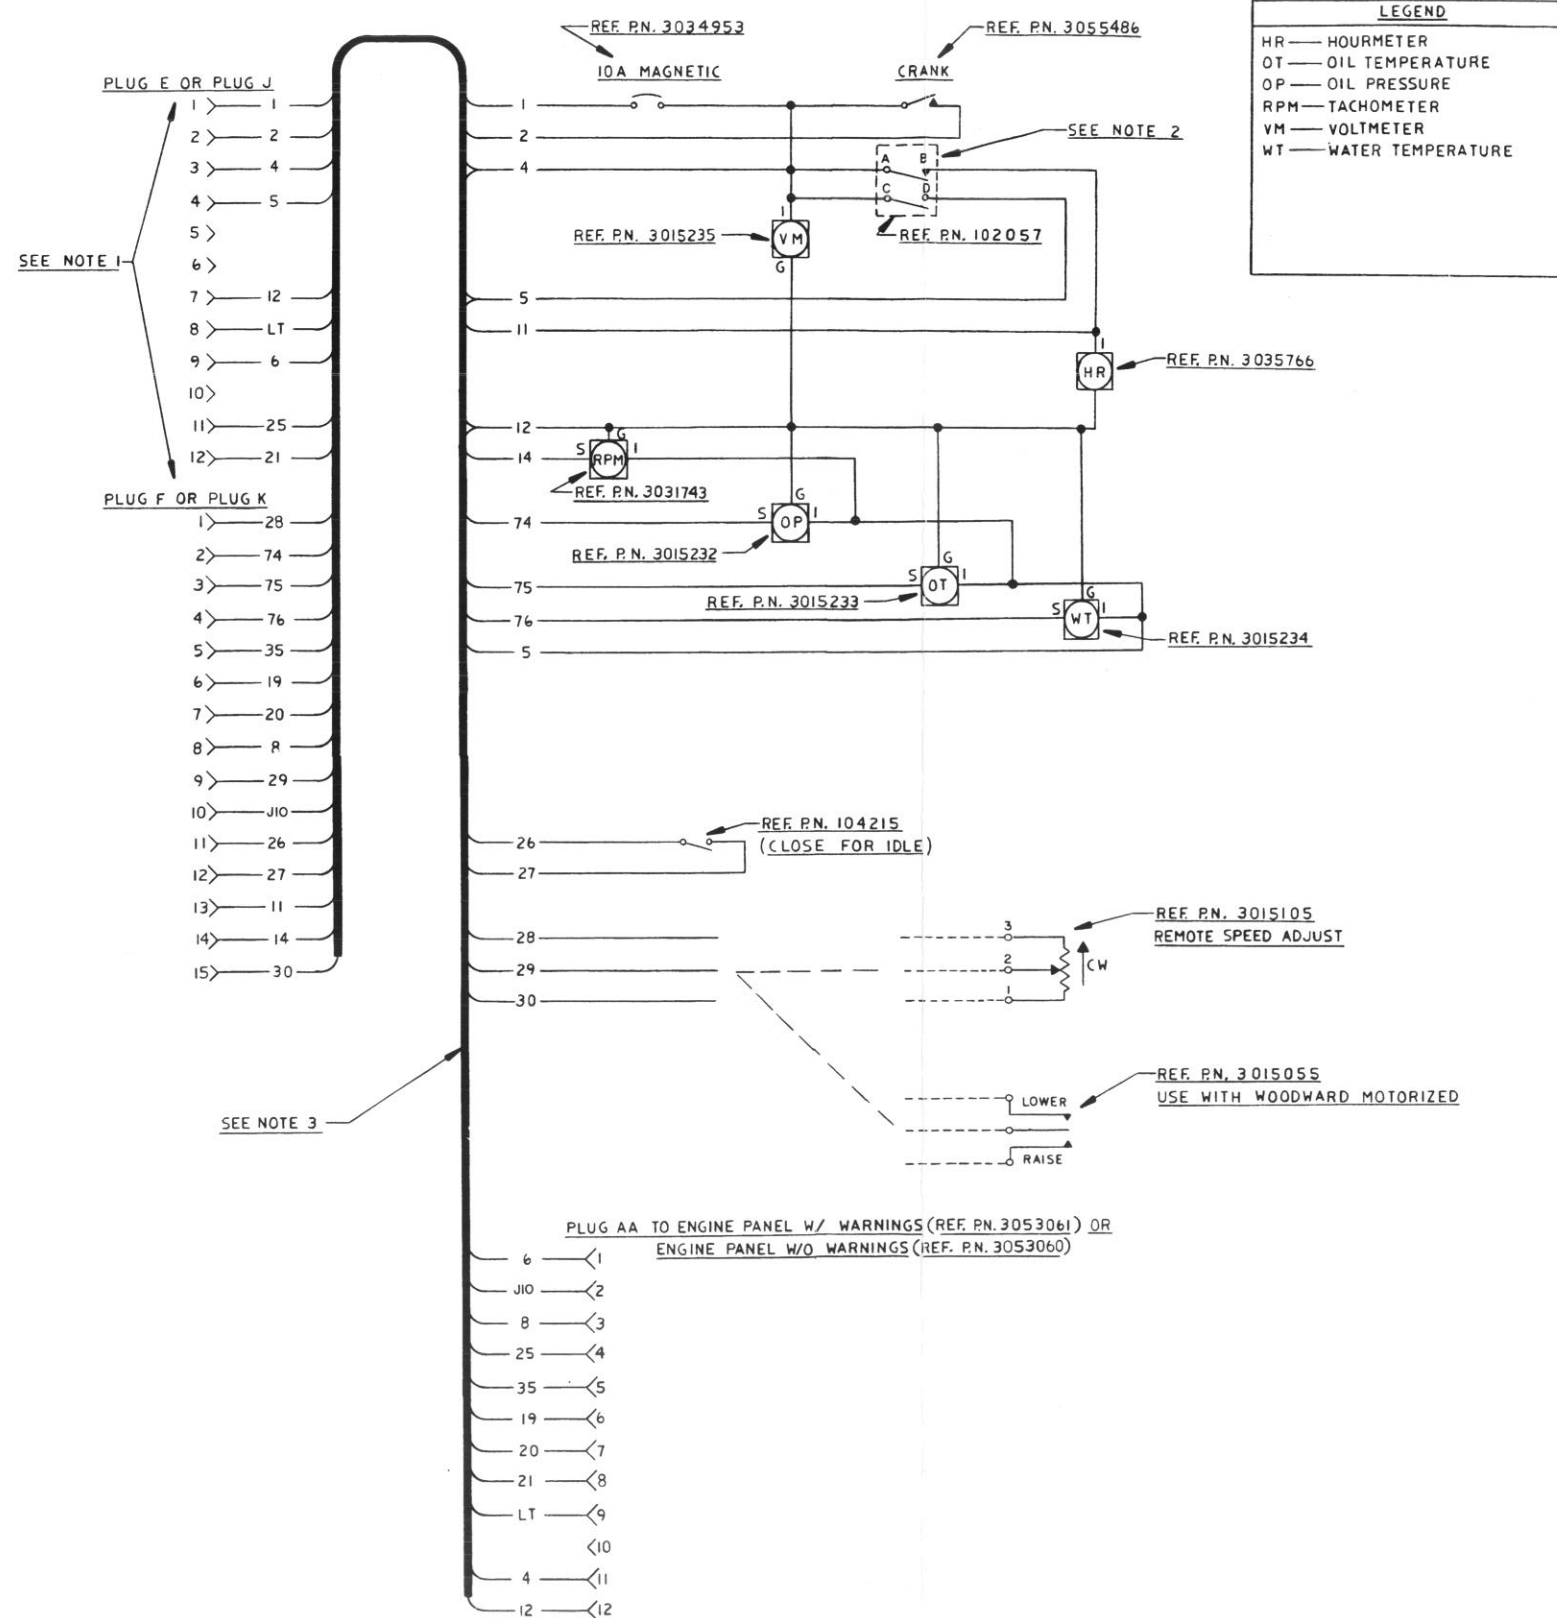 REF. P.N. 3034953
REF. P.N. 3055486
10A MAGNETIC
CRANK
LEGEND
HR — HOURMETER
OT — OIL TEMPERATURE
OP — OIL PRESSURE
RPM — TACHOMETER
VM — VOLTMETER
WT — WATER TEMPERATURE
PLUG E OR PLUG J
1 1
2 2
3 4
4 5
5
6
7 12
8 LT
9 6
10
11 25
12 21
SEE NOTE 1
PLUG F OR PLUG K
1 28
2 74
3 75
4 76
5 35
6 19
7 20
8 8
9 29
10 J10
11 26
12 27
13 11
14 14
15 30
1
2
SEE NOTE 2
4
A B
C D
1
VM
G
REF. P.N. 3015235
REF. P.N. 102057
5
11
1
HR
REF. P.N. 3035766
12
14
G
S RPM 1
REF. P.N. 3031743
74
G
S OP 1
REF. P.N. 3015232
75
G
S OT 1
REF. P.N. 3015233
76
G
S WT 1
REF. P.N. 3015234
5
26
27
REF. P.N. 104215
(CLOSE FOR IDLE)
28
29
30
3
2
1
CW
REF. P.N. 3015105
REMOTE SPEED ADJUST
SEE NOTE 3
LOWER
RAISE
REF. P.N. 3015055
USE WITH WOODWARD MOTORIZED
PLUG AA TO ENGINE PANEL W/ WARNINGS (REF. P.N. 3053061) OR
ENGINE PANEL W/O WARNINGS (REF. P.N. 3053060)
6 1
J10 2
8 3
25 4
35 5
19 6
20 7
21 8
LT 9
10
4 11
12 12